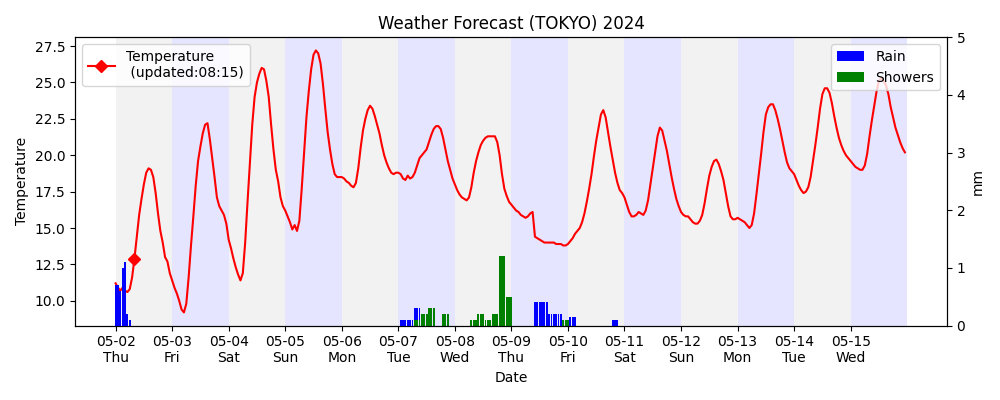 Weather Forecast (TOKYO) 2024
Temperature
(updated:08:15)
Rain
Showers
Temperature
27.5
25.0
22.5
20.0
17.5
15.0
12.5
10.0
5
4
3
2
1
0
mm
05-02 05-03 05-04 05-05 05-06 05-07 05-08 05-09 05-10 05-11 05-12 05-13 05-14 05-15
Thu Fri Sat Sun Mon Tue Wed Thu Fri Sat Sun Mon Tue Wed
Date